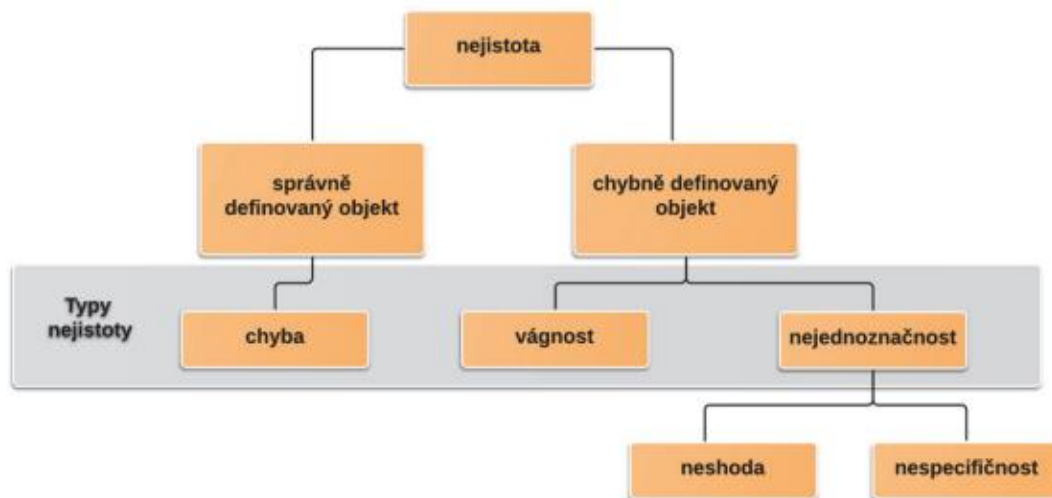 nejistota
správně
definovaný objekt
chybně definovaný
objekt
Typy
nejistoty
chyba
vágnost
nejednoznačnost
neshoda
nespecifičnost